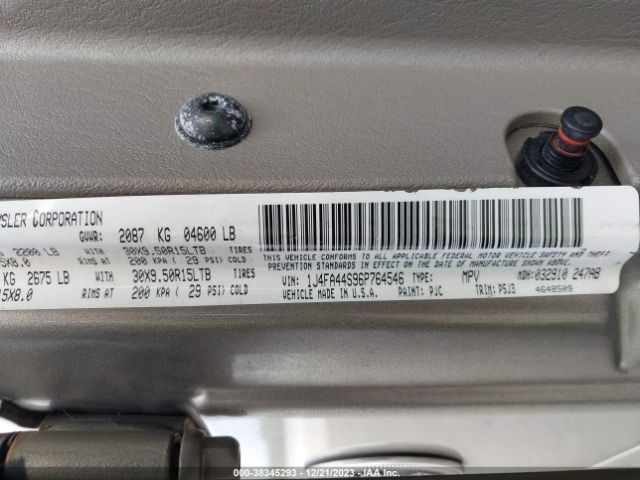 YSLER CORPORATION
GVWR: 2087 KG 04600 LB
2200 LB WITH 30X9.50R15LTB TIRES
5X8.0 RIMS AT 200 KPA ( 29 PSI) COLD
KG 2675 LB WITH 30X9.50R15LTB TIRES
15X8.0 RIMS AT 200 KPA ( 29 PSI) COLD
THIS VEHICLE CONFORMS TO ALL APPLICABLE FEDERAL MOTOR VEHICLE SAFETY, AND THEFT
PREVENTION STANDARDS IN EFFECT ON THE DATE OF MANUFACTURE SHOWN ABOVE.
VIN: 1J4FA44S96P764546 TYPE: MPV MDH: 032910 247AB
VEHICLE MADE IN U.S.A. PAINT: PJC TRIM: P5J3 4648509
000-38345293 - 12/21/2023 - IAA Inc.